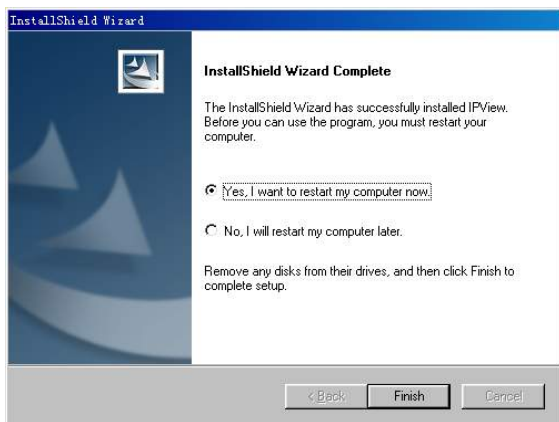 InstallShield Wizard
InstallShield Wizard Complete
The InstallShield Wizard has successfully installed IPView.
Before you can use the program, you must restart your
computer.
Yes, I want to restart my computer now.
No, I will restart my computer later.
Remove any disks from their drives, and then click Finish to
complete setup.
< Back
Finish
Cancel